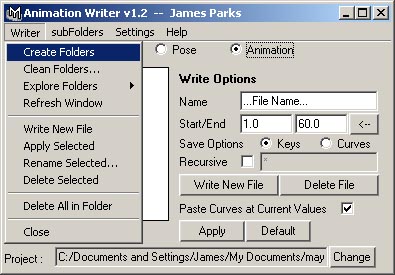 Animation Writer v1.2 -- James Parks
Writer subFolders Settings Help
Create Folders
Clean Folders...
Explore Folders
Refresh Window
Write New File
Apply Selected
Rename Selected...
Delete Selected
Delete All in Folder
Close
Pose Animation
Write Options
Name ...File Name...
Start/End 1.0 60.0 <--
Save Options Keys Curves
Recursive *
Write New File Delete File
Paste Curves at Current Values
Apply Default
Project : C:/Documents and Settings/James/My Documents/may Change